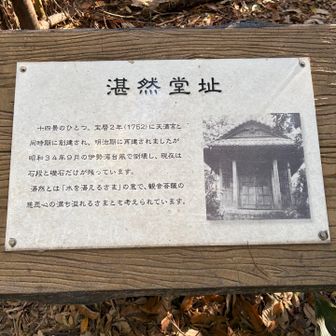 湛然堂址
十四景のひとつ。宝暦2年(1752)に天満宮と
同時期に創建され、明治期に再建されましたが
昭和34年9月の伊勢湾台風で倒壊し、現在は
石段と礎石だけが残っています。
湛然とは「水を湛えるさま」の意で、観音菩薩の
慈悲心の満ち溢れるさまとも考えられています。